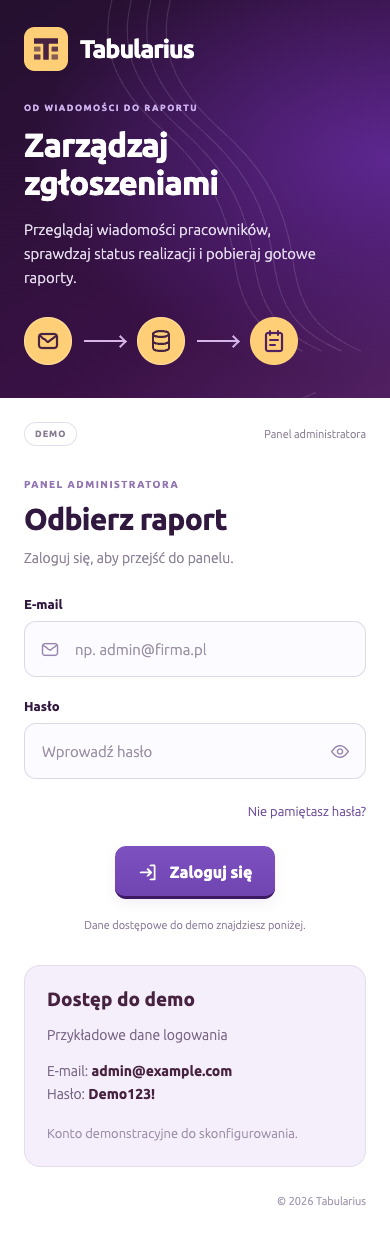 Tabularius
OD WIADOMOŚCI DO RAPORTU
Zarządzaj
zgłoszeniami
Przeglądaj wiadomości pracowników,
sprawdzaj status realizacji i pobieraj gotowe
raporty.
DEMO
Panel administratora
PANEL ADMINISTRATORA
Odbierz raport
Zaloguj się, aby przejść do panelu.
E-mail
np. admin@firma.pl
Hasło
Wprowadź hasło
Nie pamiętasz hasła?
Zaloguj się
Dane dostępowe do demo znajdziesz poniżej.
Dostęp do demo
Przykładowe dane logowania
E-mail: admin@example.com
Hasło: Demo123!
Konto demonstracyjne do skonfigurowania.
© 2026 Tabularius